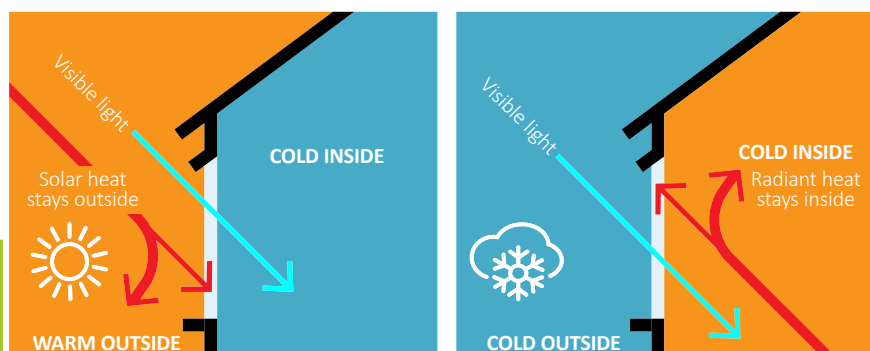 Visible light
COLD INSIDE
Solar heat
stays outside
WARM OUTSIDE
Visible light
COLD INSIDE
Radiant heat
stays inside
COLD OUTSIDE